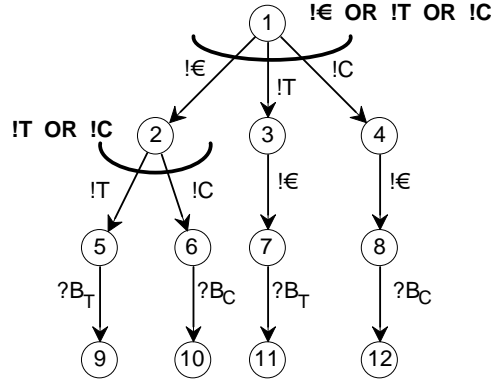 !€ OR !T OR !C
1
!€
!T
!C
!T OR !C
2
3
4
!T
!C
!€
!€
5
6
7
8
?B_T
?B_C
?B_T
?B_C
9
10
11
12